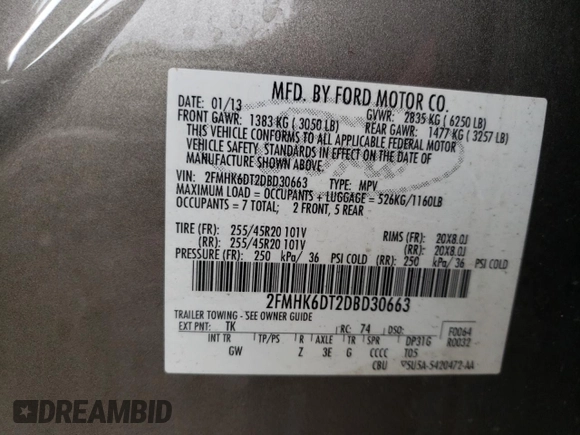 MFD. BY FORD MOTOR CO.
DATE: 01/13 GVWR: 2835 KG ( 6250 LB)
FRONT GAWR: 1383 KG ( 3050 LB) REAR GAWR: 1477 KG ( 3257 LB)
THIS VEHICLE CONFORMS TO ALL APPLICABLE FEDERAL MOTOR
VEHICLE SAFETY STANDARDS IN EFFECT ON THE DATE OF
MANUFACTURE SHOWN ABOVE.
VIN: 2FMHK6DT2DBD30663 TYPE: MPV
MAXIMUM LOAD = OCCUPANTS + LUGGAGE = 526KG/1160LB
OCCUPANTS = 7 TOTAL; 2 FRONT, 5 REAR
TIRE (FR): 255/45R20 101V RIMS (FR): 20X8.0J
(RR): 255/45R20 101V (RR): 20X8.0J
PRESSURE (FR): 250 kPa/ 36 PSI COLD (RR): 250 kPa/ 36 PSI COLD
2FMHK6DT2DBD30663
TRAILER TOWING - SEE OWNER GUIDE
EXT PNT: TK RC: 74 DSO: F0064
INT TR TP/PS R AXLE TR SPR DP31G R0032
GW Z 3E G CCCC T05
CBU 5U5A-5420472-AA
DREAMBID